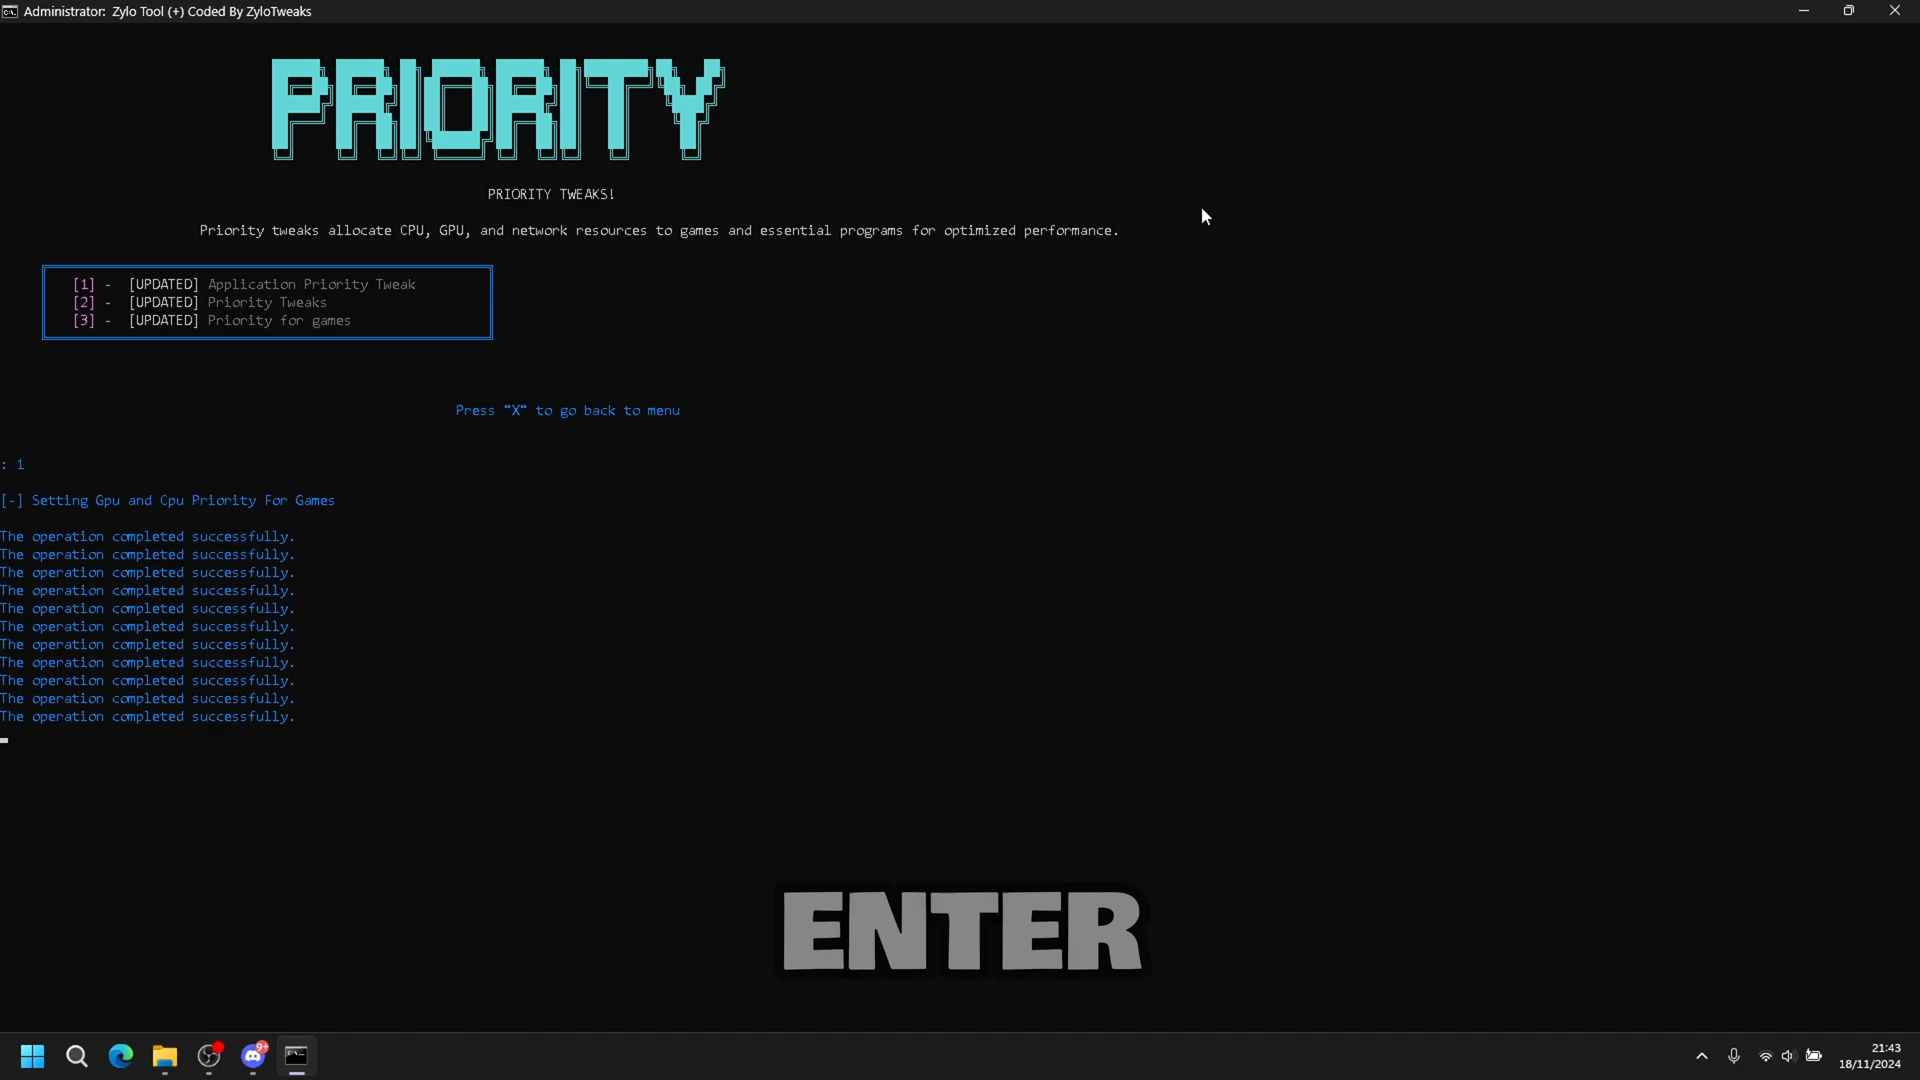 Administrator: Zylo Tool (+) Coded By ZyloTweaks
PRIORITY
PRIORITY TWEAKS!
Priority tweaks allocate CPU, GPU, and network resources to games and essential programs for optimized performance.
[1] - [UPDATED] Application Priority Tweak
[2] - [UPDATED] Priority Tweaks
[3] - [UPDATED] Priority for games
Press "X" to go back to menu
: 1
[-] Setting Gpu and Cpu Priority For Games
The operation completed successfully.
The operation completed successfully.
The operation completed successfully.
The operation completed successfully.
The operation completed successfully.
The operation completed successfully.
The operation completed successfully.
The operation completed successfully.
The operation completed successfully.
The operation completed successfully.
The operation completed successfully.
ENTER
9+
21:43
18/11/2024